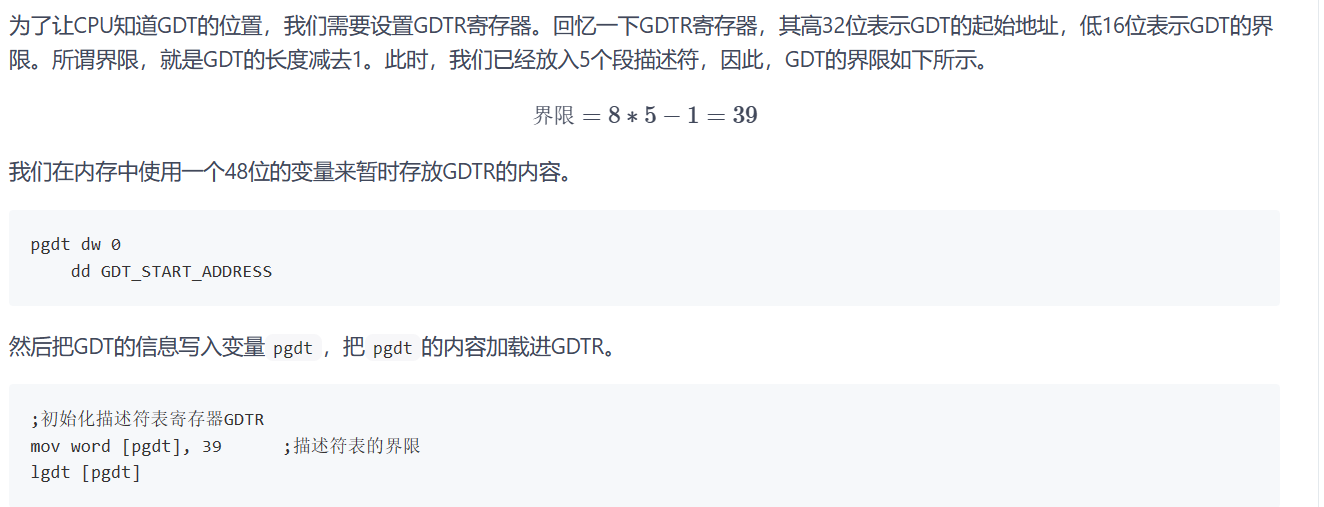 为了让CPU知道GDT的位置，我们需要设置GDTR寄存器。回忆一下GDTR寄存器，其高32位表示GDT的起始地址，低16位表示GDT的界
限。所谓界限，就是GDT的长度减去1。此时，我们已经放入5个段描述符，因此，GDT的界限如下所示。
界限 = 8 ∗ 5 − 1 = 39
我们在内存中使用一个48位的变量来暂时存放GDTR的内容。
pgdt dw 0
    dd GDT_START_ADDRESS
然后把GDT的信息写入变量 pgdt ，把 pgdt 的内容加载进GDTR。
;初始化描述符表寄存器GDTR
mov word [pgdt], 39      ;描述符表的界限
lgdt [pgdt]